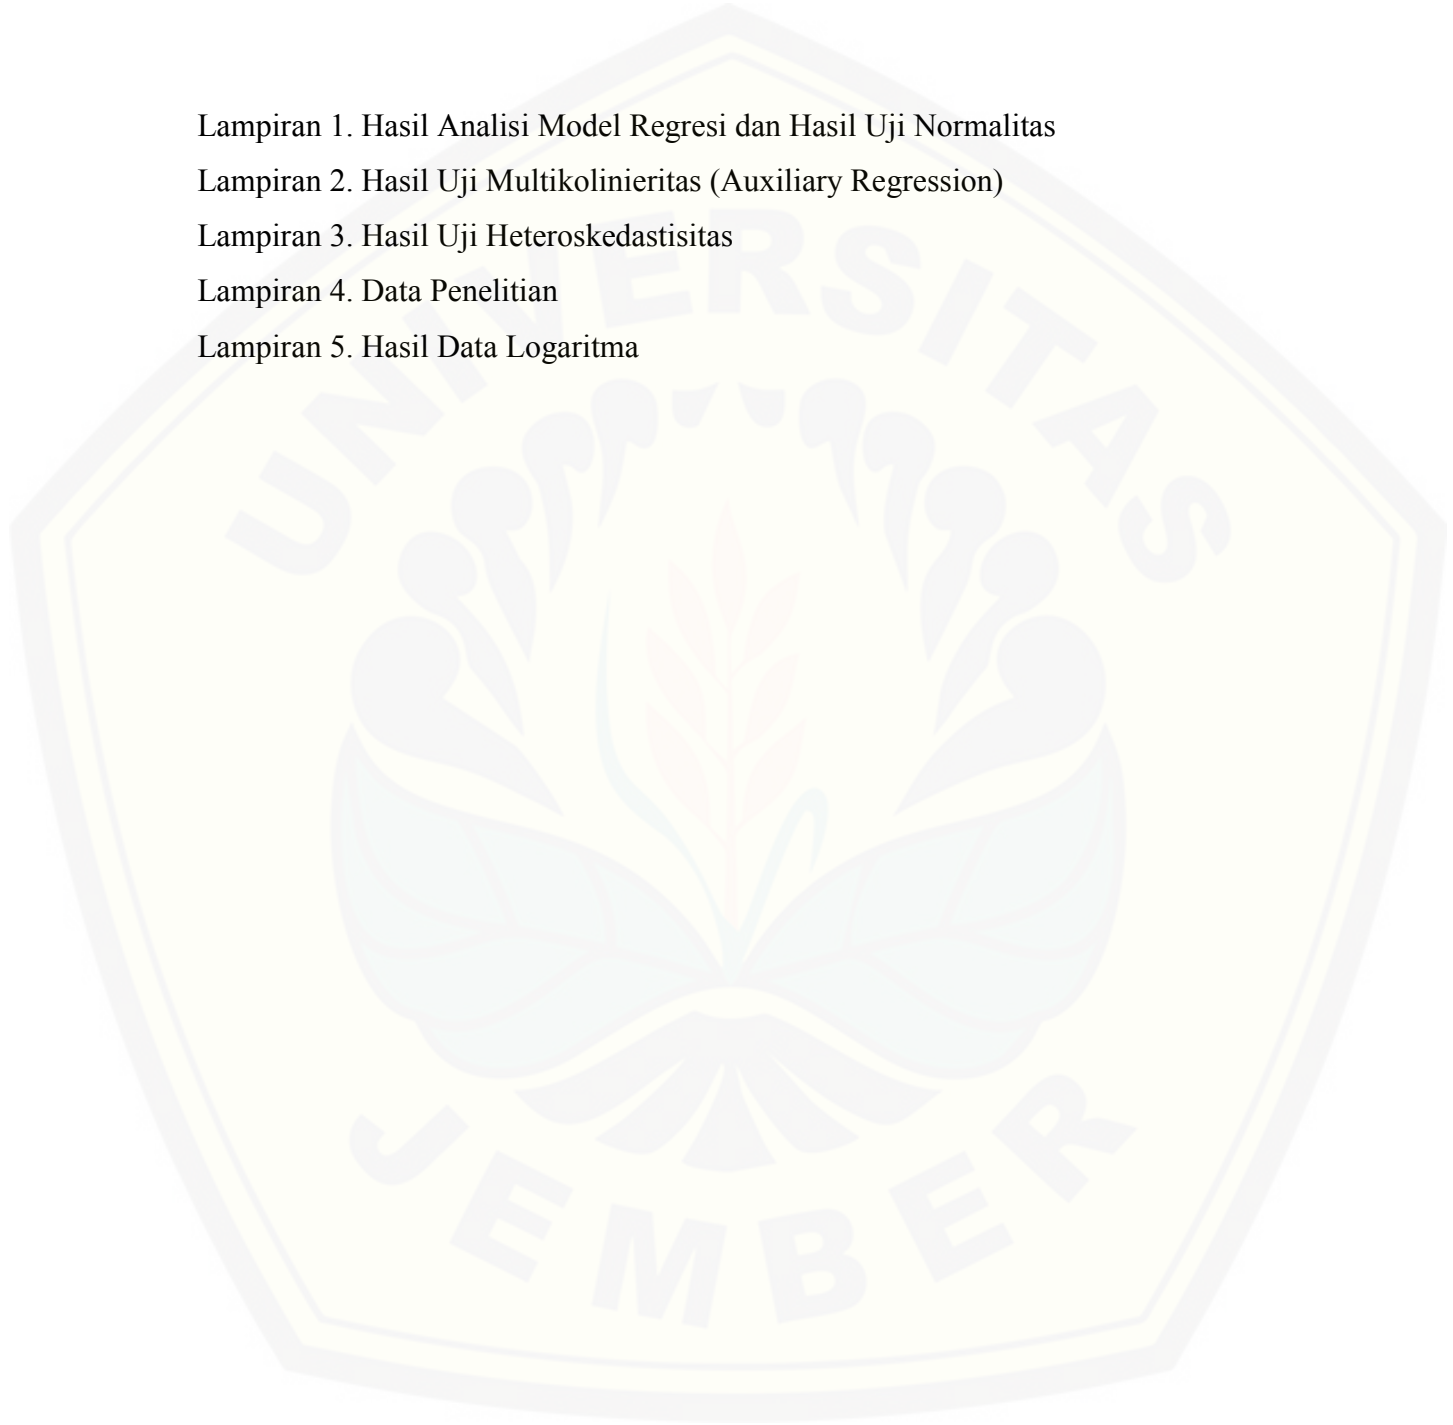 Lampiran 1. Hasil Analisi Model Regresi dan Hasil Uji Normalitas
Lampiran 2. Hasil Uji Multikolinieritas (Auxiliary Regression)
Lampiran 3. Hasil Uji Heteroskedastisitas
Lampiran 4. Data Penelitian
Lampiran 5. Hasil Data Logaritma
UNIVERSITAS
JEMBER